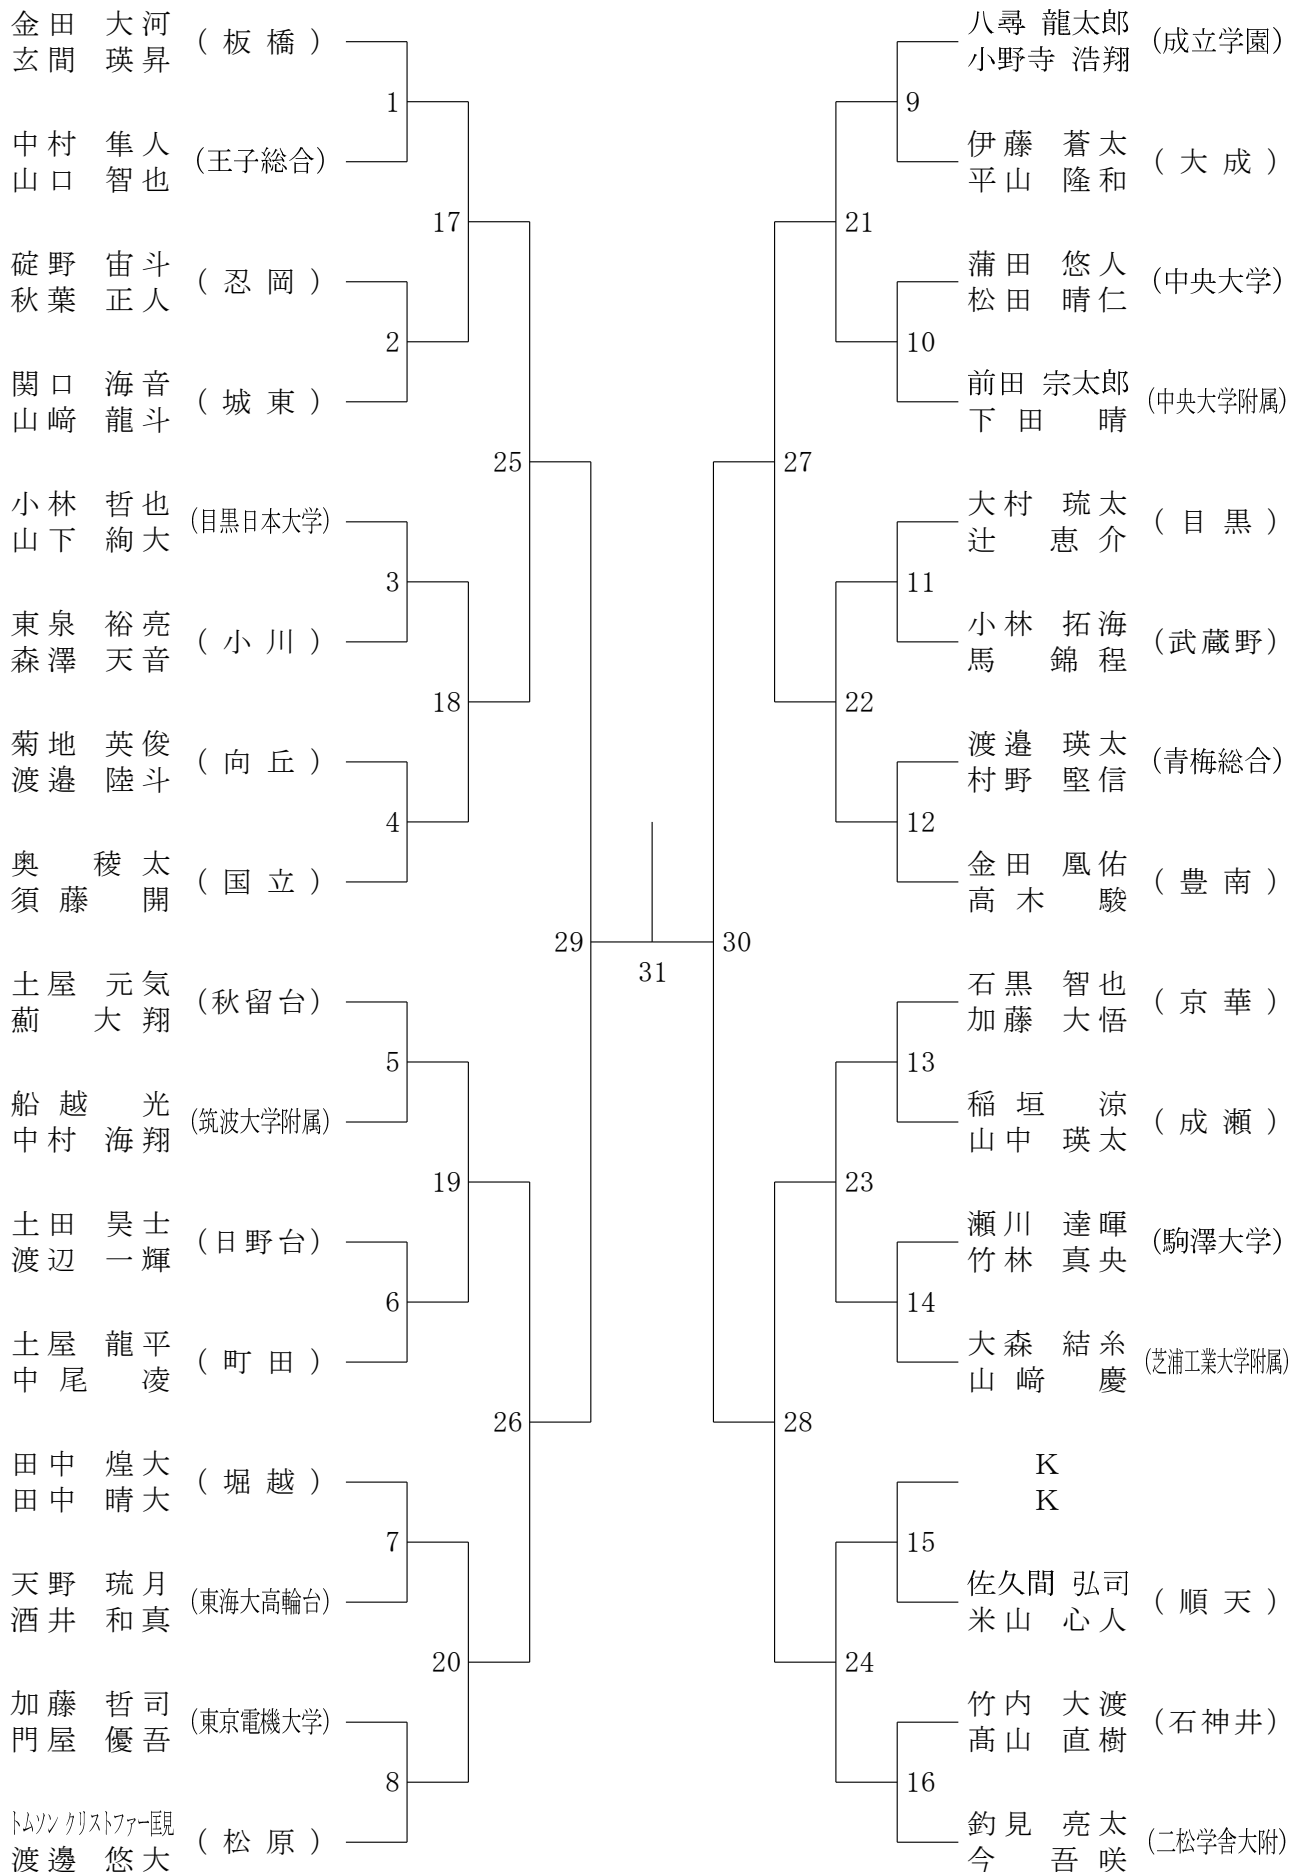 金田 大河
玄間 瑛昇
(板橋)
1
中村 隼人
山口 智也
(王子総合)
17
碇野 宙斗
秋葉 正人
(忍岡)
2
関口 海音
山﨑 龍斗
(城東)
25
小林 哲也
山下 絢大
(目黒日本大学)
3
東泉 裕亮
森澤 天音
(小川)
18
菊地 英俊
渡邉 陸斗
(向丘)
4
奥 稜太
須藤 開
(国立)
29
土屋 元気
薊 大翔
(秋留台)
5
船越 光
中村 海翔
(筑波大学附属)
19
土田 昊士
渡辺 一輝
(日野台)
6
土屋 龍平
中尾 凌
(町田)
26
田中 煌大
田中 晴大
(堀越)
7
天野 琉月
酒井 和真
(東海大高輪台)
20
加藤 哲司
門屋 優吾
(東京電機大学)
8
トムソン クリストファー匡見
渡邊 悠大
(松原)
31
八尋 龍太郎
小野寺 浩翔
(成立学園)
9
伊藤 蒼太
平山 隆和
(大成)
21
蒲田 悠人
松田 晴仁
(中央大学)
10
前田 宗太郎
下田 晴
(中央大学附属)
27
大村 琉太
辻 恵介
(目黒)
11
小林 拓海
馬 錦程
(武蔵野)
22
渡邉 瑛太
村野 堅信
(青梅総合)
12
金田 凰佑
高木 駿
(豊南)
30
石黒 智也
加藤 大悟
(京華)
13
稲垣 涼
山中 瑛太
(成瀬)
23
瀬川 達暉
竹林 真央
(駒澤大学)
14
大森 結糸
山﨑 慶
(芝浦工業大学附属)
28
K
K
15
佐久間 弘司
米山 心人
(順天)
24
竹内 大渡
髙山 直樹
(石神井)
16
釣見 亮太
今 吾咲
(二松学舎大附)